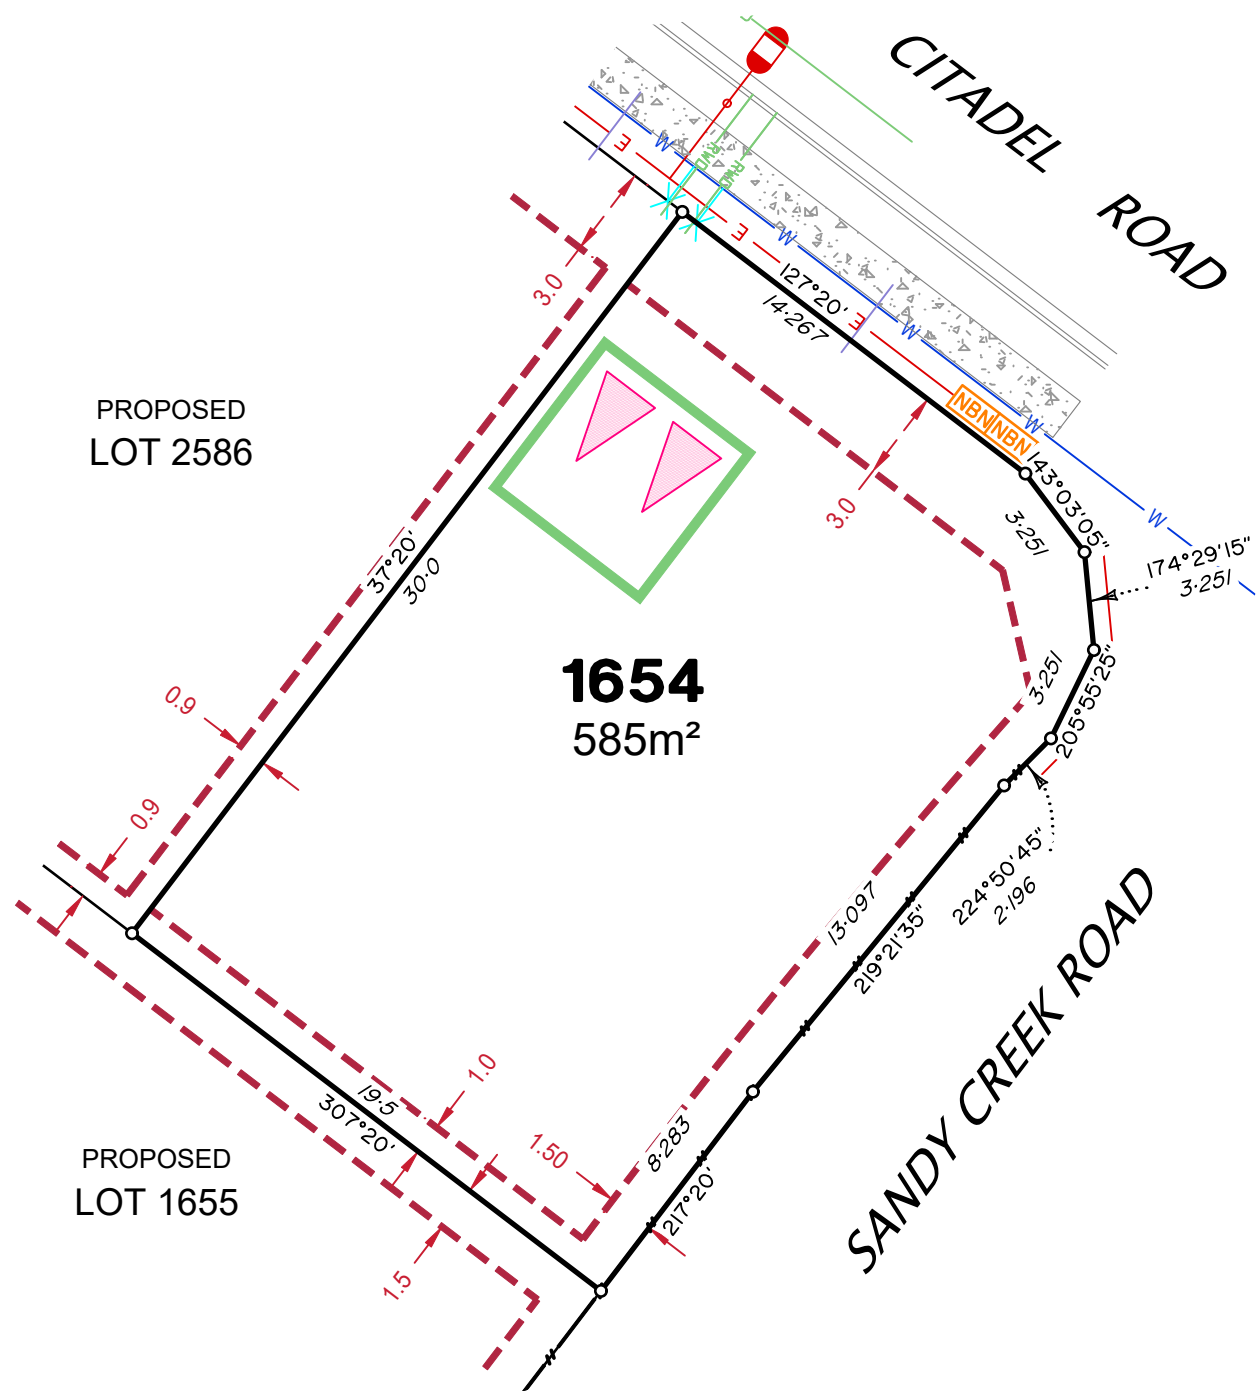 CITADEL ROAD
E
W
RWD
RWD
E
W
127°20'
14·267
E
W
NBN
NBN
W
W
3.0
3.0
143°03'05"
3·251
174°29'15"
3·251
PROPOSED
LOT 2586
37°20'
30·0
1654
585m²
3·251
205°55'25"
0.9
0.9
224°50'45"
2·196
13·097
219°21'35"
SANDY CREEK ROAD
1.0
19·5
307°20'
1.50
8·283
217°20'
PROPOSED
LOT 1655
1.5